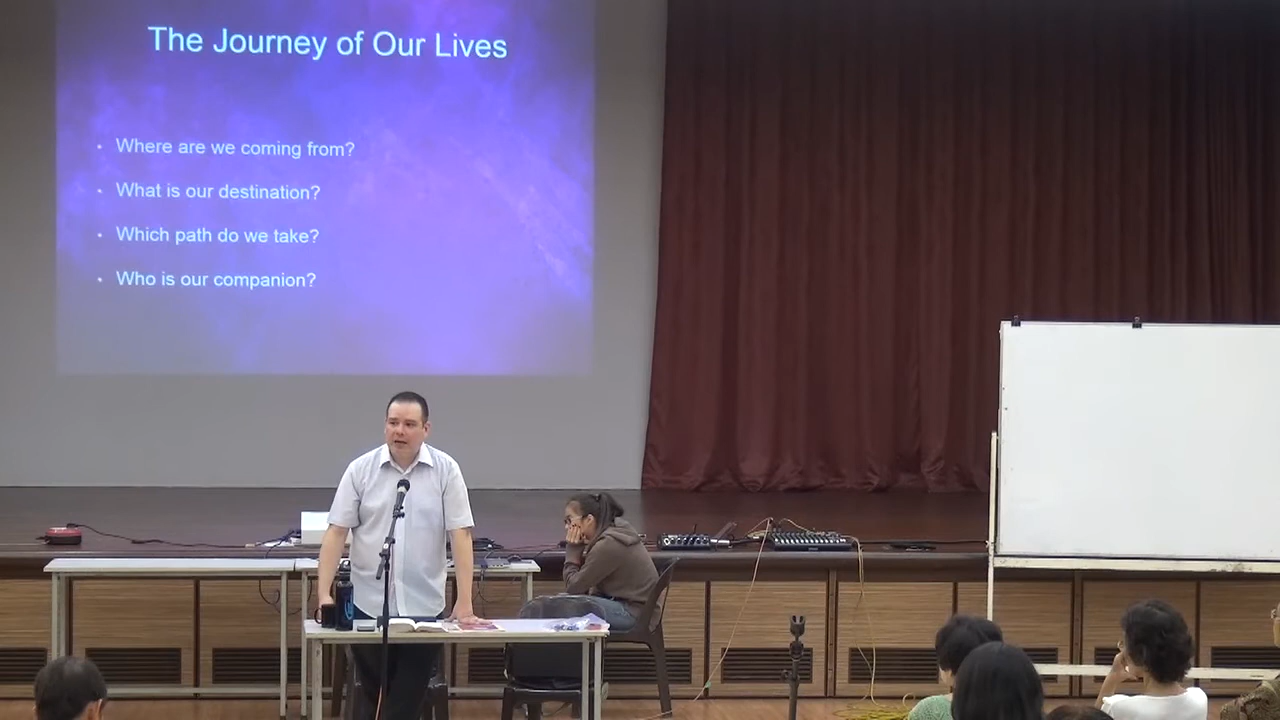 The Journey of Our Lives
• Where are we coming from?
• What is our destination?
• Which path do we take?
• Who is our companion?